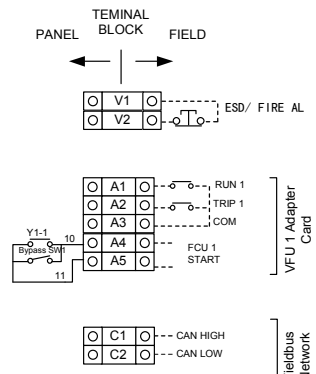 TEMINAL
BLOCK
PANEL
FIELD
V1
V2
ESD/ FIRE AL
A1
RUN 1
A2
TRIP 1
A3
COM
Y1-1
10
A4
FCU 1
START
Bypass SW1
A5
11
VFU 1 Adapter
Card
C1
CAN HIGH
C2
CAN LOW
Network